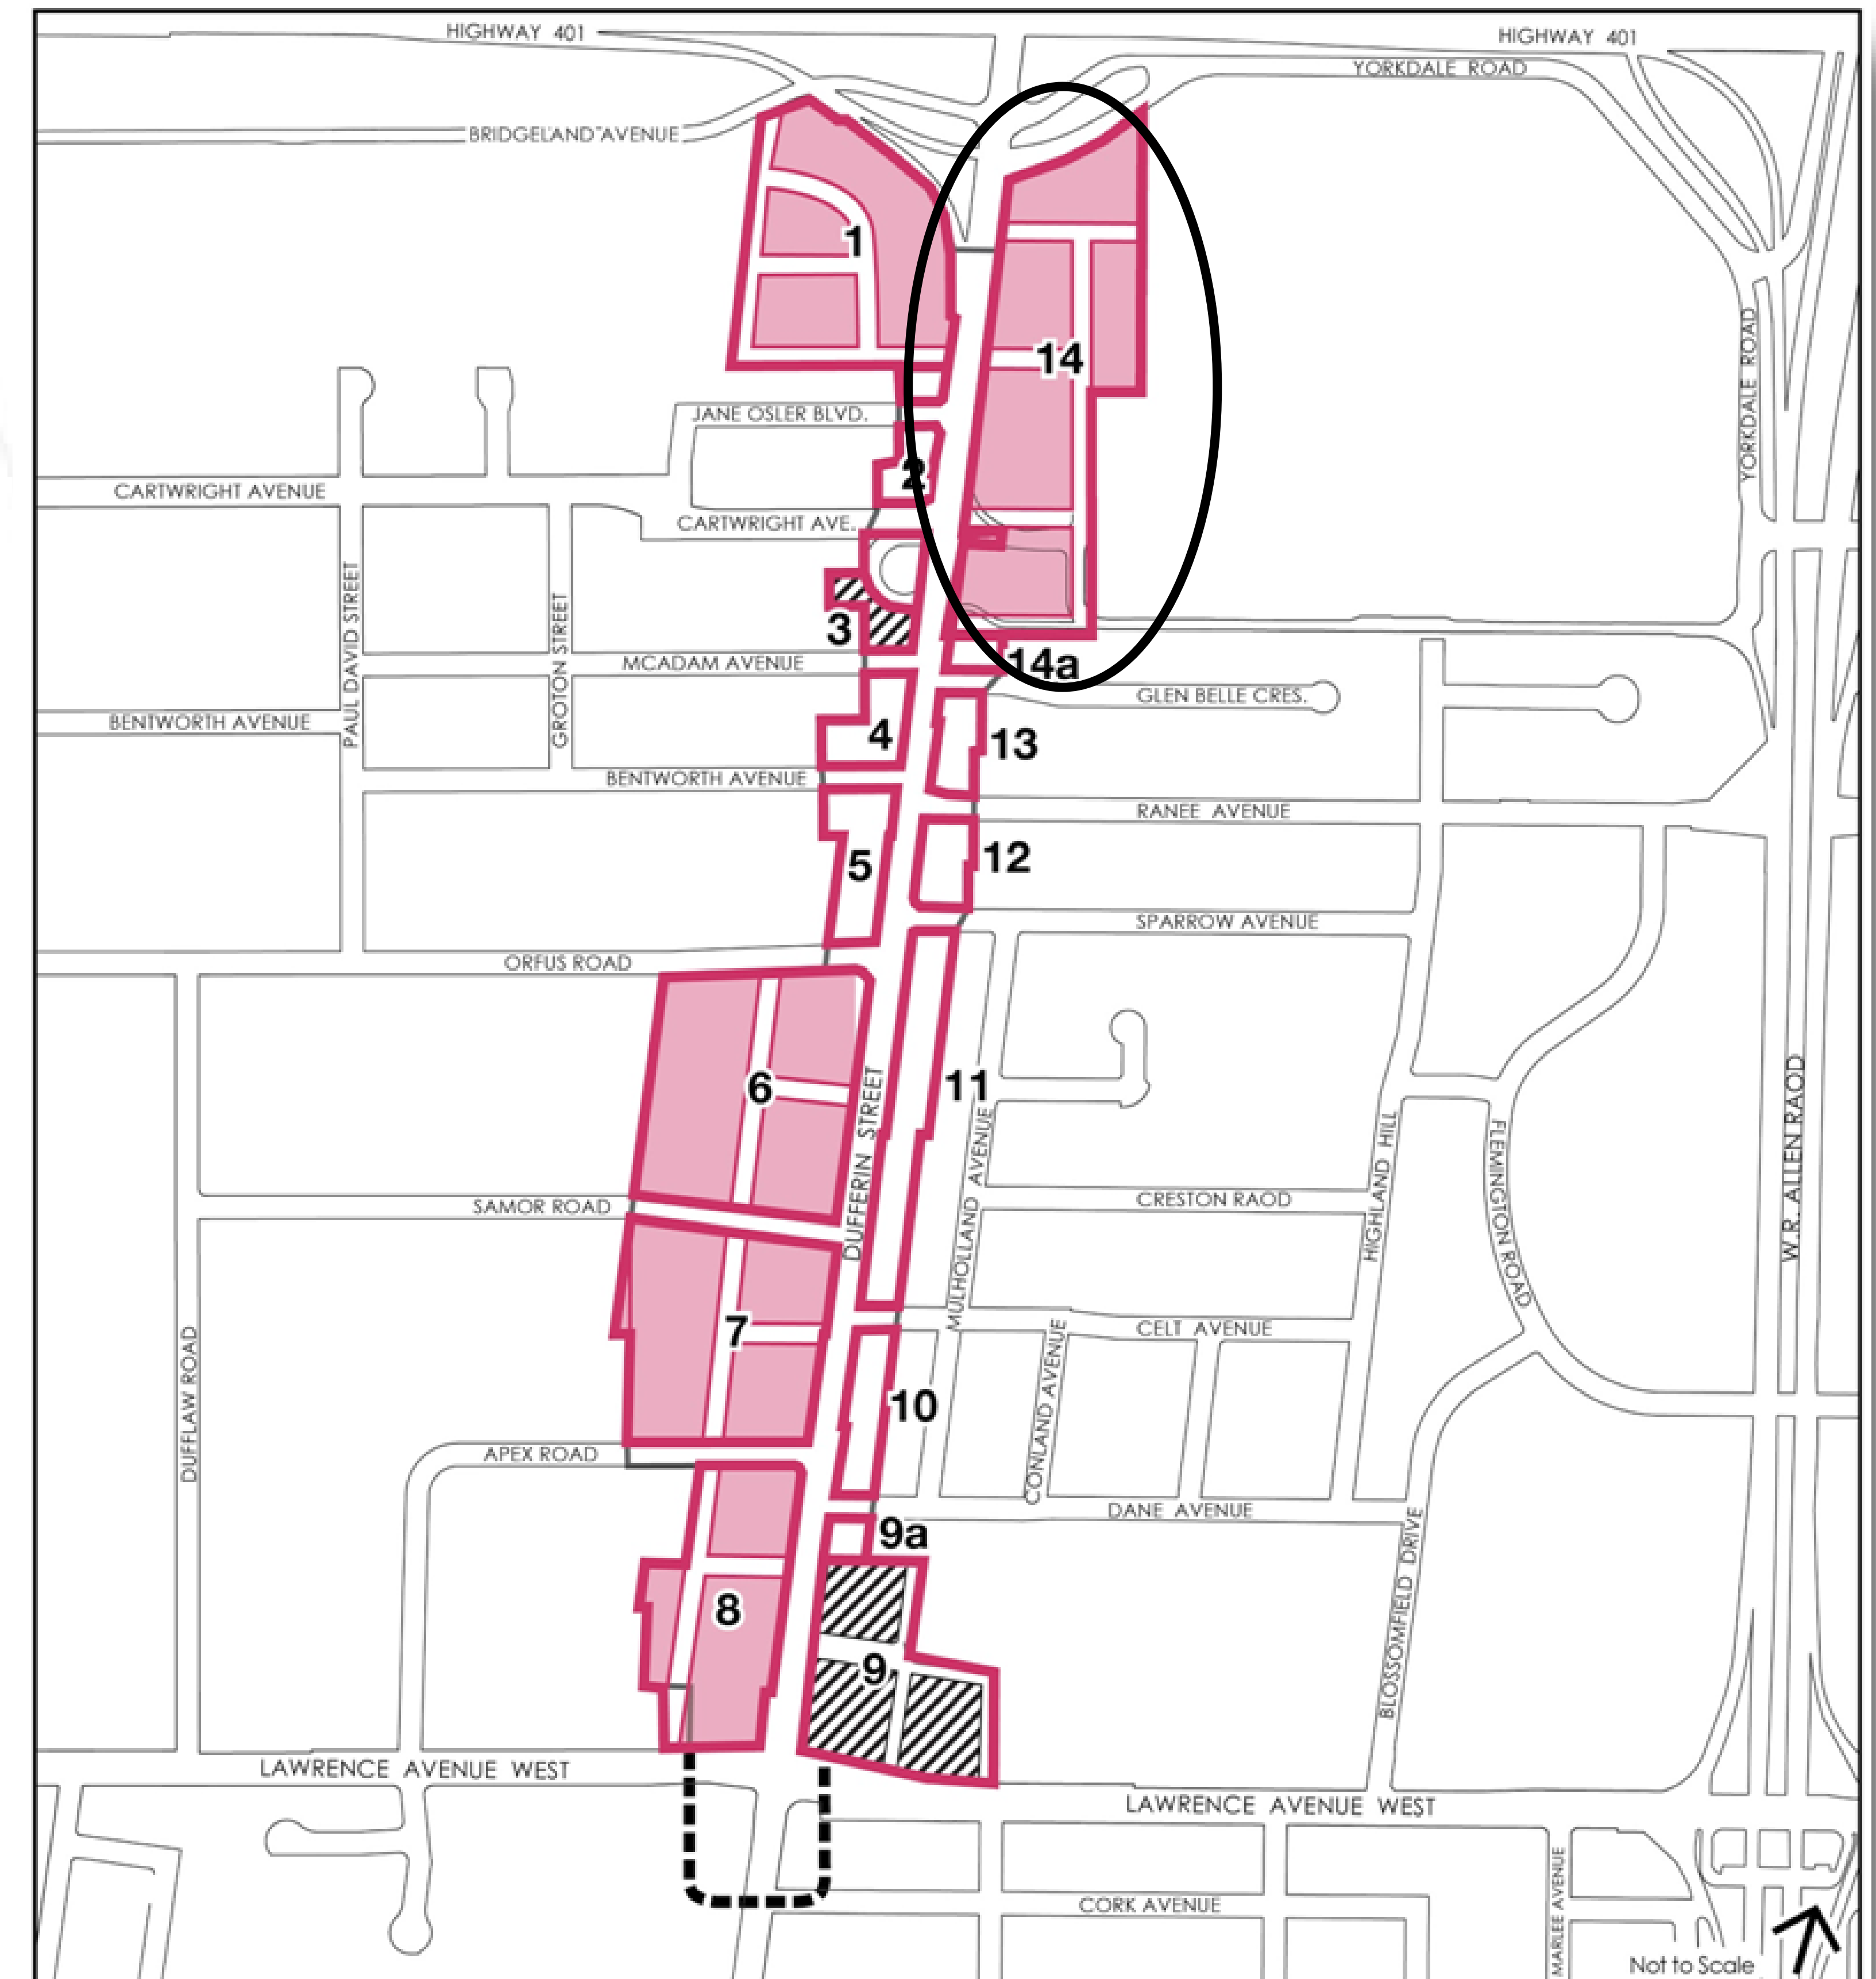 HIGHWAY 401
HIGHWAY 401
YORKDALE ROAD
BRIDGELAND AVENUE
1
14
YORKDALE ROAD
JANE OSLER BLVD.
2
CARTWRIGHT AVENUE
CARTWRIGHT AVE.
PAUL DAVID STREET
GROTON STREET
3
MCADAM AVENUE
14a
GLEN BELLE CRES.
BENTWORTH AVENUE
4
13
BENTWORTH AVENUE
RANEE AVENUE
5
12
SPARROW AVENUE
ORFUS ROAD
6
11
DUFFERIN STREET
MULHOLLAND AVENUE
HIGHLAND HILL
FLEMINGTON ROAD
W.R. ALLEN RAOD
CRESTON RAOD
SAMOR ROAD
7
CELT AVENUE
DUFFLAW ROAD
CONLAND AVENUE
10
APEX ROAD
DANE AVENUE
9a
8
BLOSSOMFIELD DRIVE
9
LAWRENCE AVENUE WEST
LAWRENCE AVENUE WEST
CORK AVENUE
MARLEE AVENUE
Not to Scale